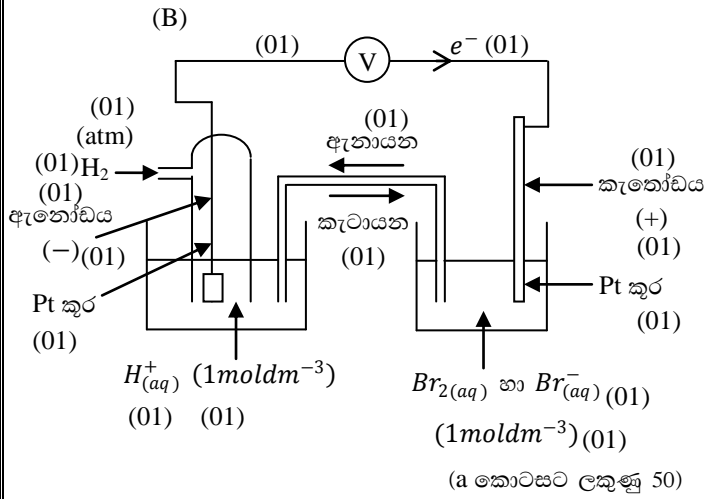 (B)
(01)
V
e⁻ (01)
(01)
(atm)
(01) H₂
(01)
ඇනෝඩය
(−) (01)
Pt කූර
(01)
(01)
ඇනායන
කැටායන
(01)
(01)
කැතෝඩය
(+)
(01)
Pt කූර
(01)
H⁺(aq) (1moldm⁻³)
(01) (01)
Br₂(aq) හා Br⁻(aq) (01)
(1moldm⁻³) (01)
(a කොටසට ලකුණු 50)